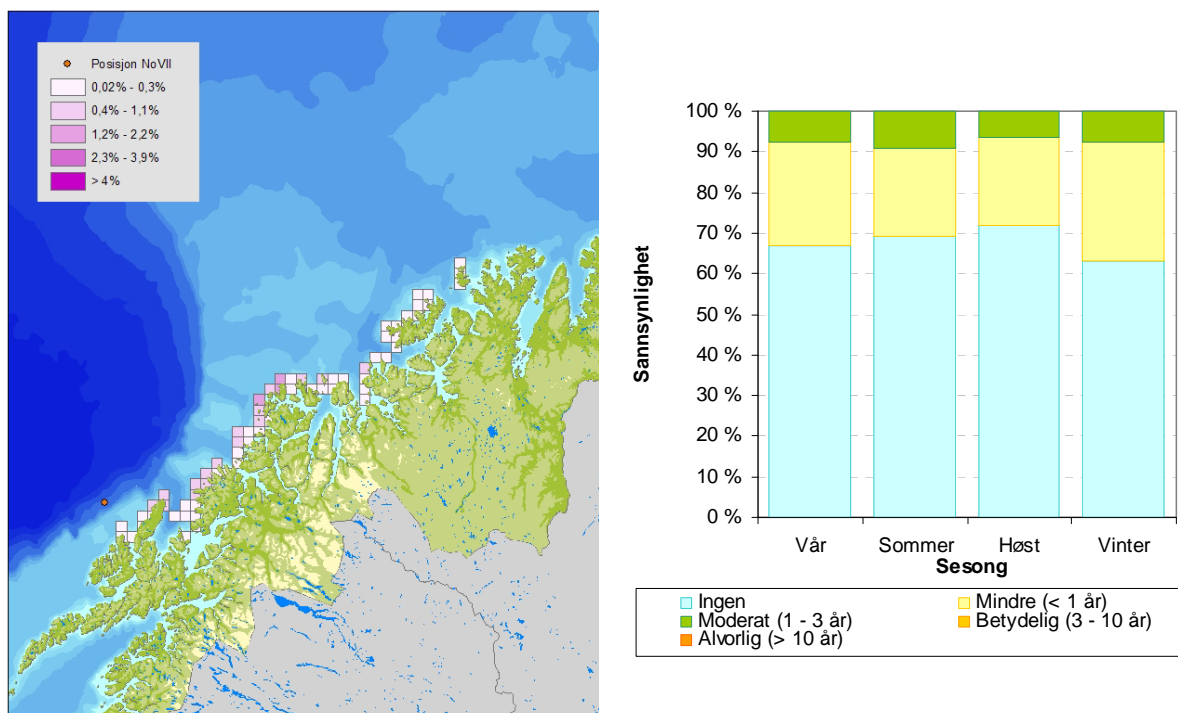 Posisjon NoVII
0,02% - 0,3%
0,4% - 1,1%
1,2% - 2,2%
2,3% - 3,9%
> 4%
100 %
90 %
80 %
70 %
60 %
50 %
40 %
30 %
20 %
10 %
0 %
Sannsynlighet
Vår Sommer Høst Vinter
Sesong
Ingen Mindre (< 1 år)
Moderat (1 - 3 år) Betydelig (3 - 10 år)
Alvorlig (> 10 år)